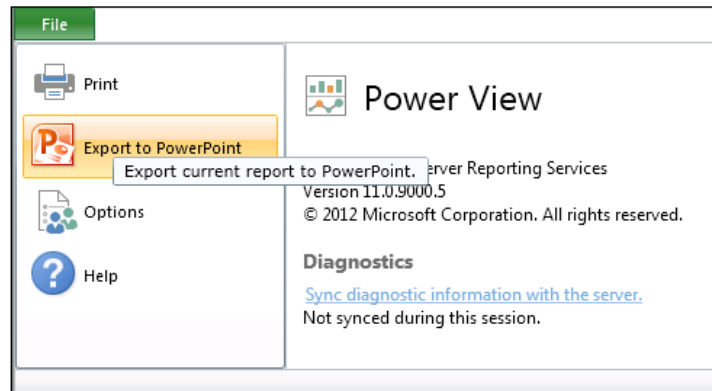 File
Print
Export to PowerPoint
Export current report to PowerPoint.
Options
Help
Power View
erver Reporting Services
Version 11.0.9000.5
© 2012 Microsoft Corporation. All rights reserved.
Diagnostics
Sync diagnostic information with the server.
Not synced during this session.